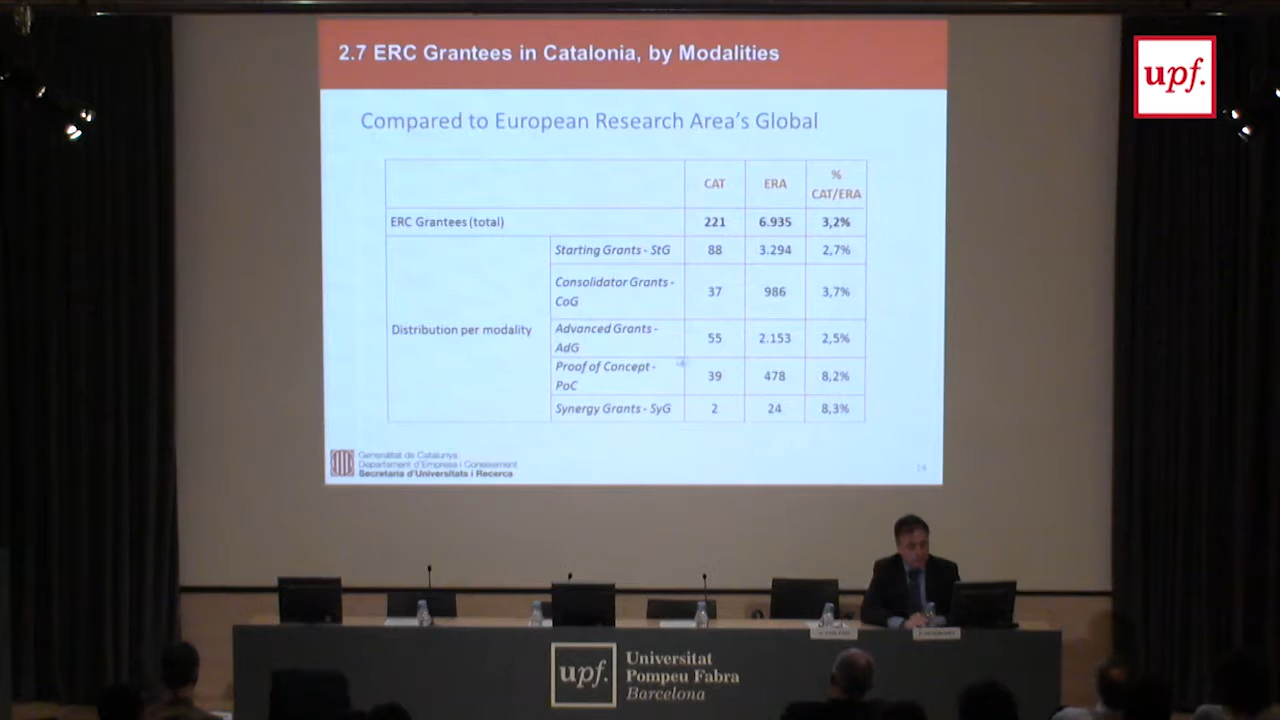 2.7 ERC Grantees in Catalonia, by Modalities
upf.
Compared to European Research Area's Global
CAT ERA % CAT/ERA
ERC Grantees (total) 221 6.935 3,2%
Distribution per modality
Starting Grants - StG 88 3.294 2,7%
Consolidator Grants - CoG 37 986 3,7%
Advanced Grants - AdG 55 2.153 2,5%
Proof of Concept - PoC 39 478 8,2%
Synergy Grants - SyG 2 24 8,3%
Generalitat de Catalunya
Departament d'Empresa i Coneixement
Secretaria d'Universitats i Recerca
14
upf.
Universitat
Pompeu Fabra
Barcelona